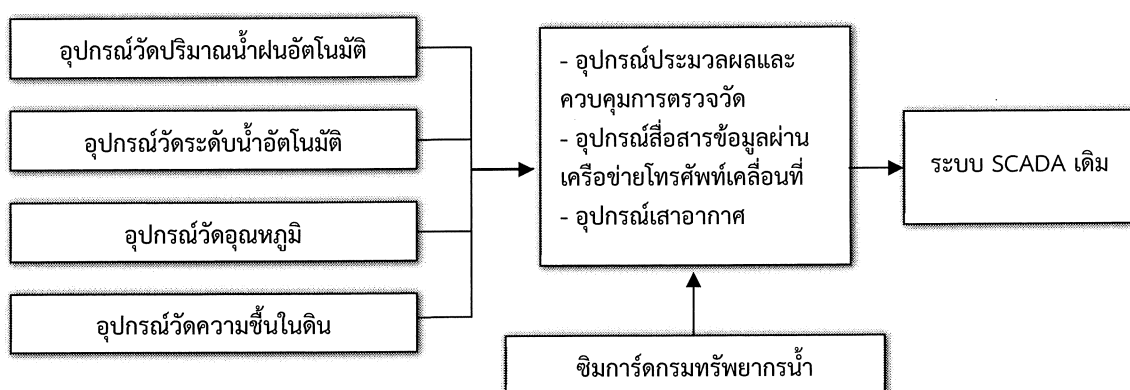 อุปกรณ์วัดปริมาณน้ำฝนอัตโนมัติ
อุปกรณ์วัดระดับน้ำอัตโนมัติ
อุปกรณ์วัดอุณหภูมิ
อุปกรณ์วัดความชื้นในดิน
- อุปกรณ์ประมวลผลและ
ควบคุมการตรวจวัด
- อุปกรณ์สื่อสารข้อมูลผ่าน
เครือข่ายโทรศัพท์เคลื่อนที่
- อุปกรณ์เสาอากาศ
ระบบ SCADA เดิม
ซิมการ์ดกรมทรัพยากรน้ำ